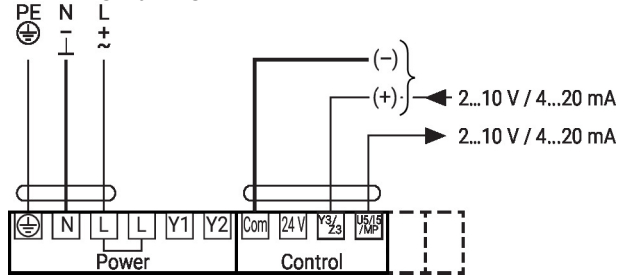 PE N L
- +
~
(–)
(+) 2...10 V / 4...20 mA
2...10 V / 4...20 mA
N L L Y1 Y2 Com 24 V Y3/Z3 U5/I5/MP
Power Control